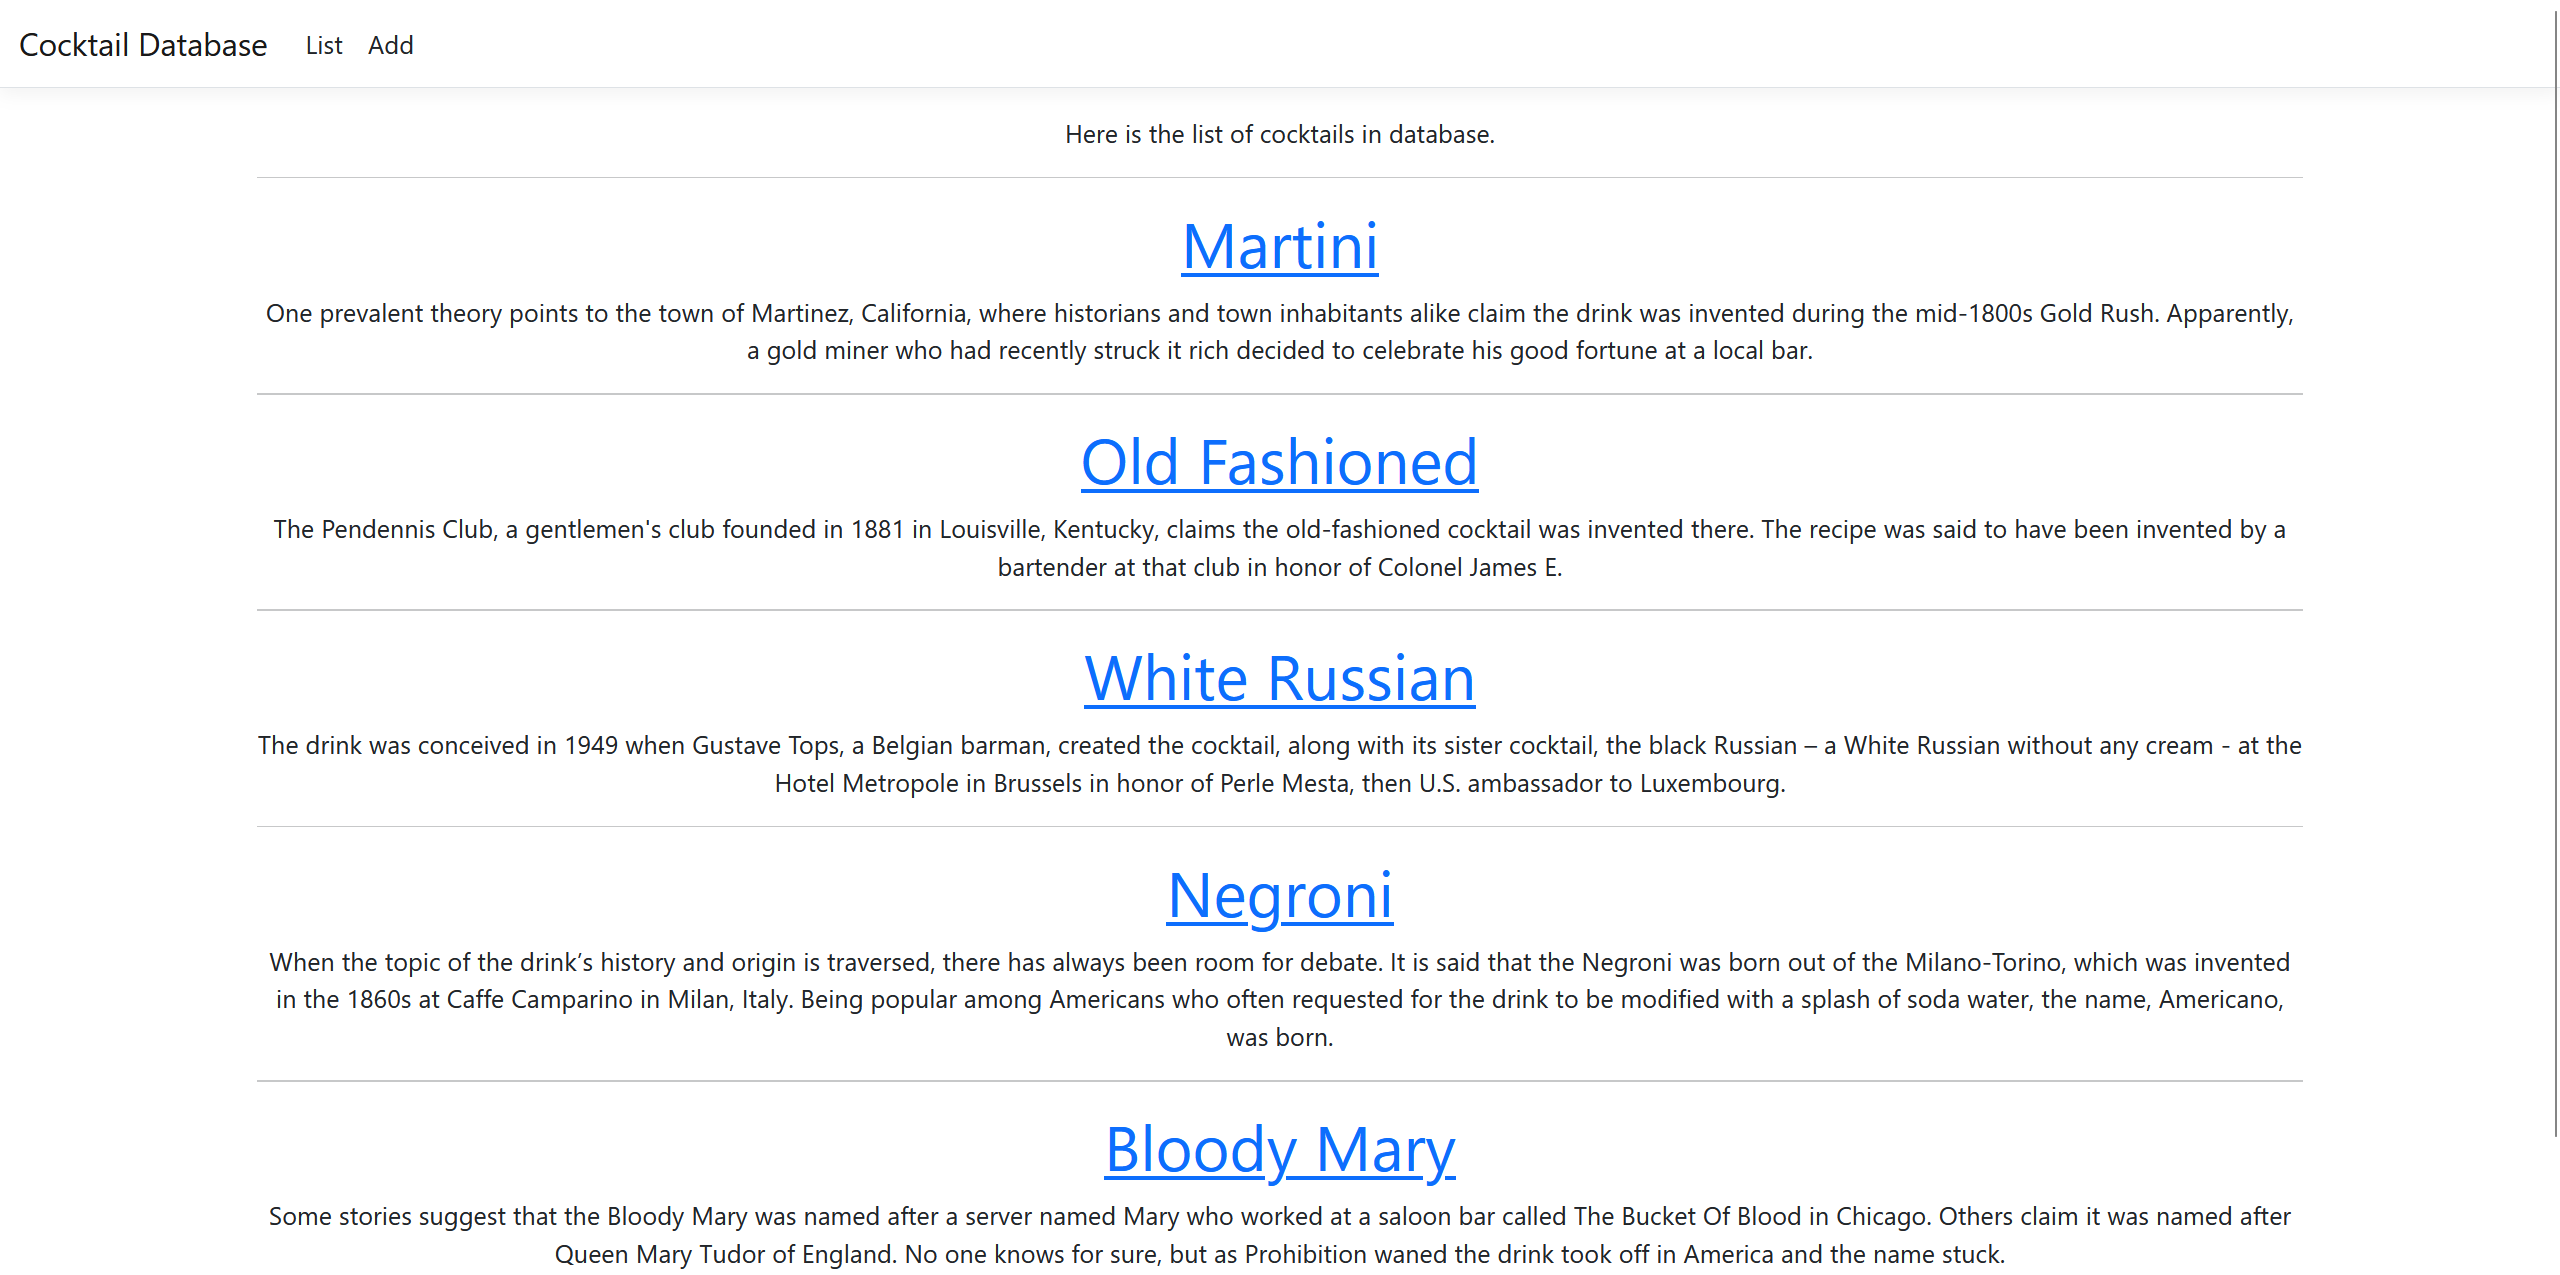 Cocktail Database List Add
Here is the list of cocktails in database.
Martini
One prevalent theory points to the town of Martinez, California, where historians and town inhabitants alike claim the drink was invented during the mid-1800s Gold Rush. Apparently,
a gold miner who had recently struck it rich decided to celebrate his good fortune at a local bar.
Old Fashioned
The Pendennis Club, a gentlemen's club founded in 1881 in Louisville, Kentucky, claims the old-fashioned cocktail was invented there. The recipe was said to have been invented by a
bartender at that club in honor of Colonel James E.
White Russian
The drink was conceived in 1949 when Gustave Tops, a Belgian barman, created the cocktail, along with its sister cocktail, the black Russian – a White Russian without any cream - at the
Hotel Metropole in Brussels in honor of Perle Mesta, then U.S. ambassador to Luxembourg.
Negroni
When the topic of the drink’s history and origin is traversed, there has always been room for debate. It is said that the Negroni was born out of the Milano-Torino, which was invented
in the 1860s at Caffe Camparino in Milan, Italy. Being popular among Americans who often requested for the drink to be modified with a splash of soda water, the name, Americano,
was born.
Bloody Mary
Some stories suggest that the Bloody Mary was named after a server named Mary who worked at a saloon bar called The Bucket Of Blood in Chicago. Others claim it was named after
Queen Mary Tudor of England. No one knows for sure, but as Prohibition waned the drink took off in America and the name stuck.